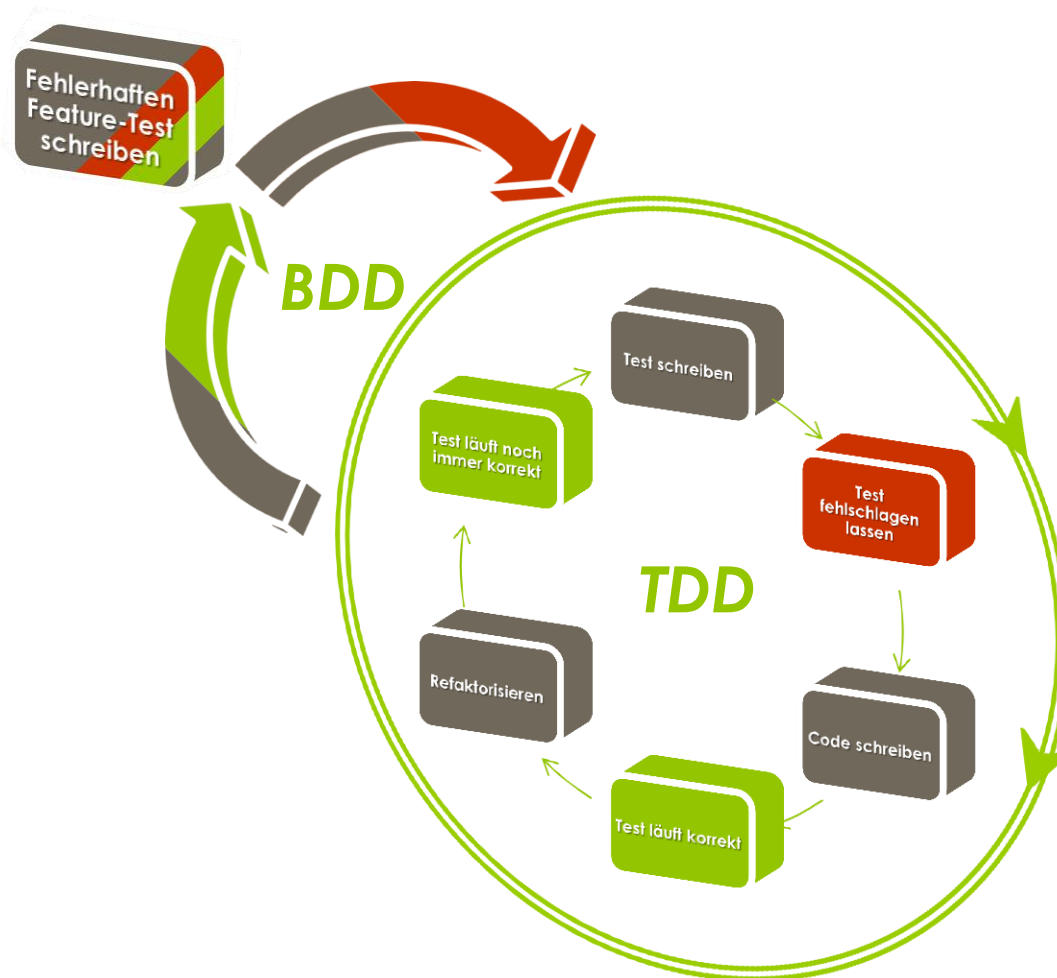 Fehlerhaften
Feature-Test
schreiben
BDD
Test schreiben
Test
fehlschlagen
lassen
Code schreiben
Test läuft korrekt
Refaktorisieren
Test läuft noch
immer korrekt
TDD